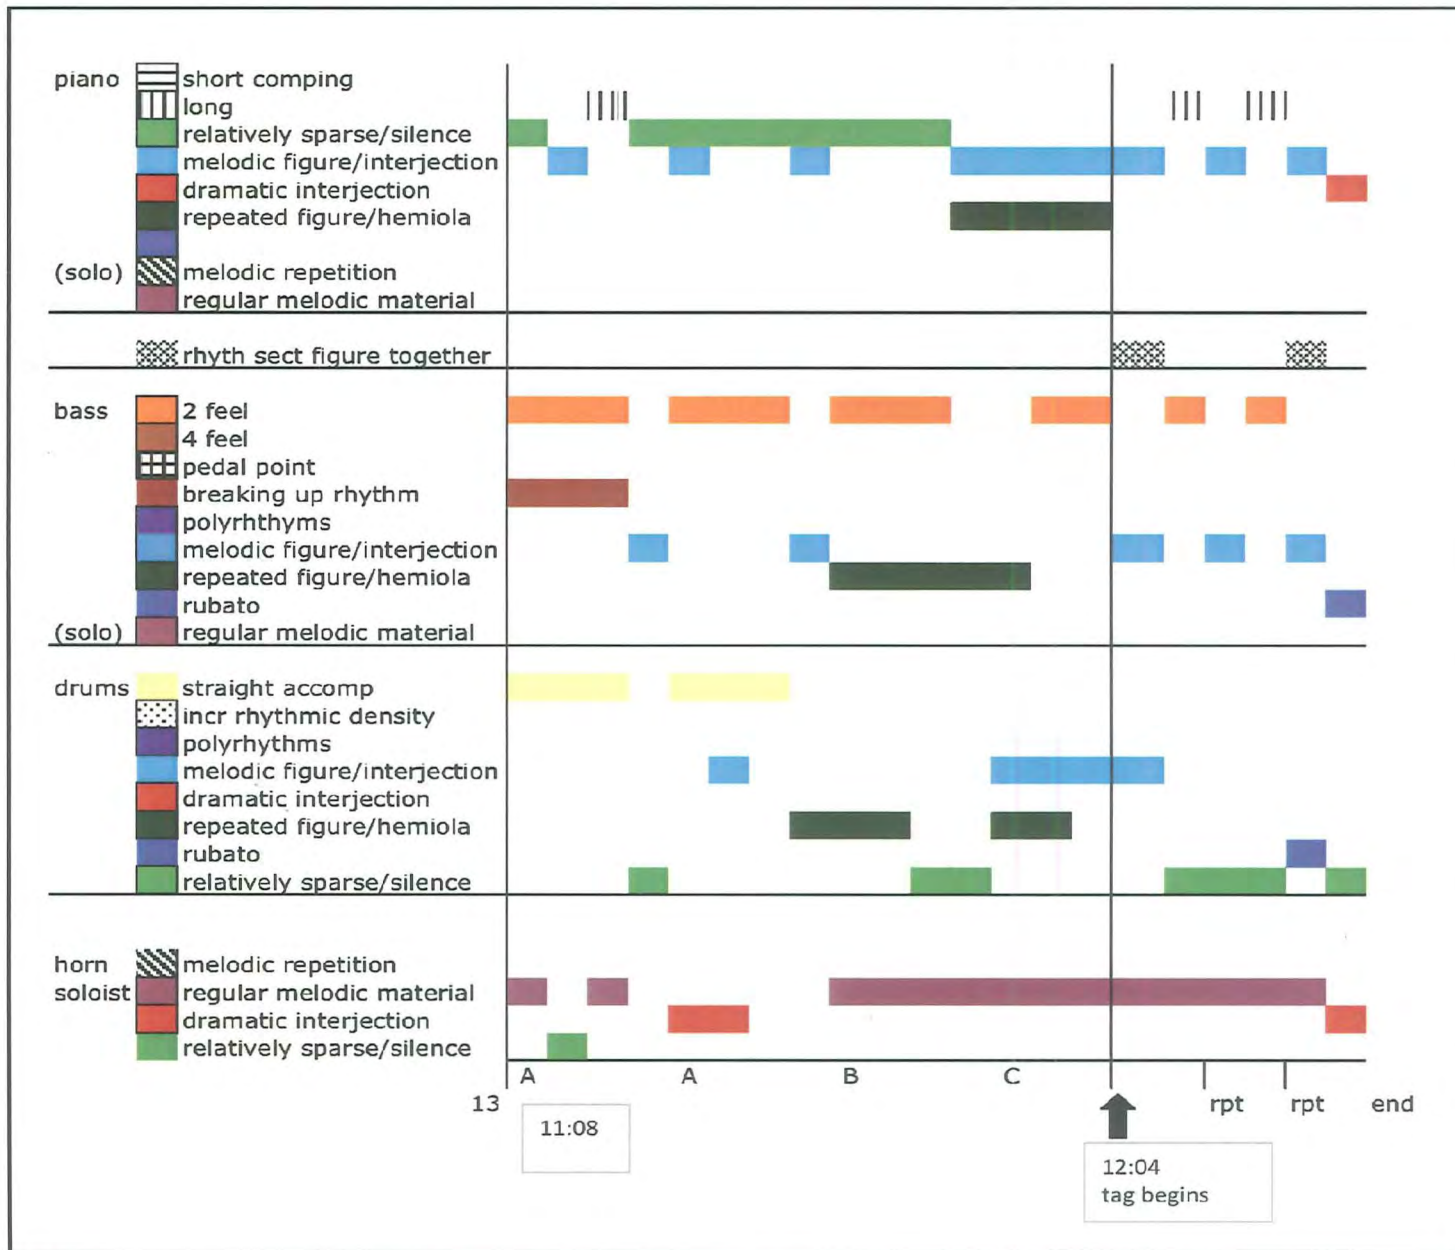 piano short comping
long
relatively sparse/silence
melodic figure/interjection
dramatic interjection
repeated figure/hemiola
(solo) melodic repetition
regular melodic material
rhyth sect figure together
bass 2 feel
4 feel
pedal point
breaking up rhythm
polyrhthyms
melodic figure/interjection
repeated figure/hemiola
rubato
(solo) regular melodic material
drums straight accomp
incr rhythmic density
polyrhythms
melodic figure/interjection
dramatic interjection
repeated figure/hemiola
rubato
relatively sparse/silence
horn melodic repetition
soloist regular melodic material
dramatic interjection
relatively sparse/silence
A A B C
13 rpt rpt end
11:08
12:04
tag begins